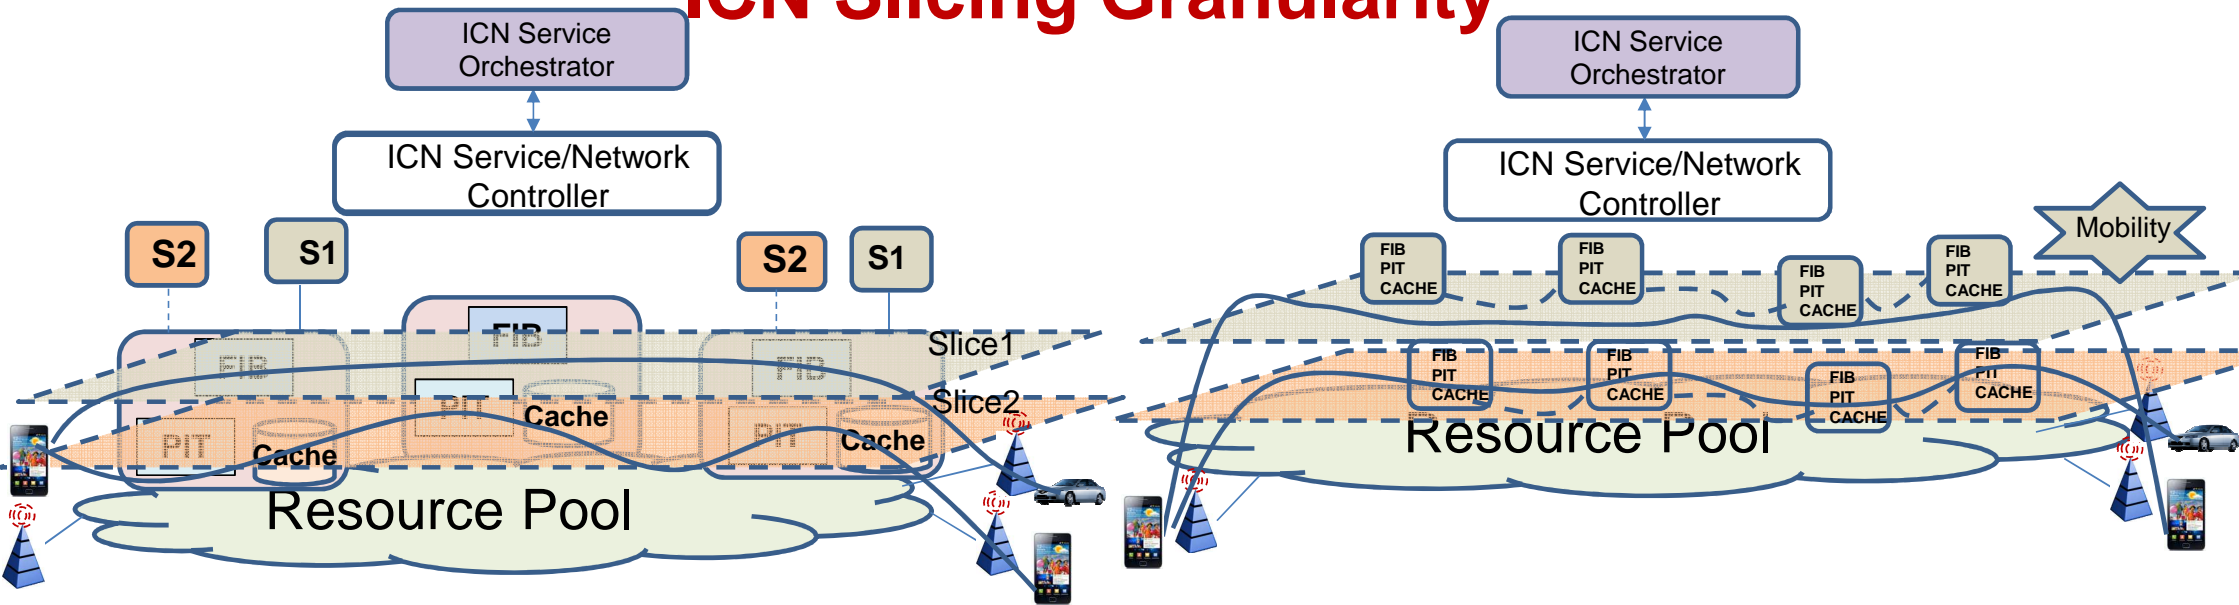 ICN Slicing Granularity
ICN Service
Orchestrator
ICN Service/Network
Controller
S2
S1
S2
S1
FIB
FIB
FIB
Slice1
PIT
PIT
PIT
Cache
Cache
Cache
Slice2
Resource Pool
ICN Service
Orchestrator
ICN Service/Network
Controller
Mobility
FIB
PIT
CACHE
FIB
PIT
CACHE
FIB
PIT
CACHE
FIB
PIT
CACHE
FIB
PIT
CACHE
FIB
PIT
CACHE
FIB
PIT
CACHE
FIB
PIT
CACHE
Resource Pool